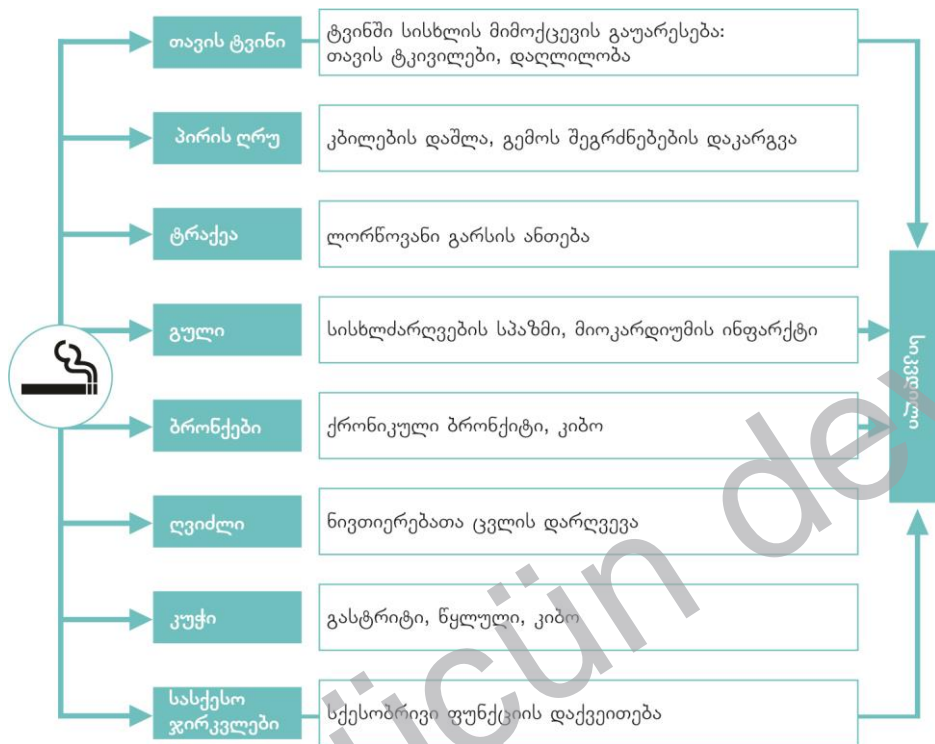 თავის ტვინი
ტვინში სისხლის მიმოქცევის გაუარესება:
თავის ტკივილები, დაღლილობა
პირის ღრუ
კბილების დაშლა, გემოს შეგრძნებების დაკარგვა
ტრაქეა
ლორწოვანი გარსის ანთება
გული
სისხლძარღვების სპაზმი, მიოკარდიუმის ინფარქტი
ბრონქები
ქრონიკული ბრონქიტი, კიბო
ღვიძლი
ნივთიერებათა ცვლის დარღვევა
კუჭი
გასტრიტი, წყლული, კიბო
სასქესო
ჯირკვლები
სქესობრივი ფუნქციის დაქვეითება
სიკვდილი